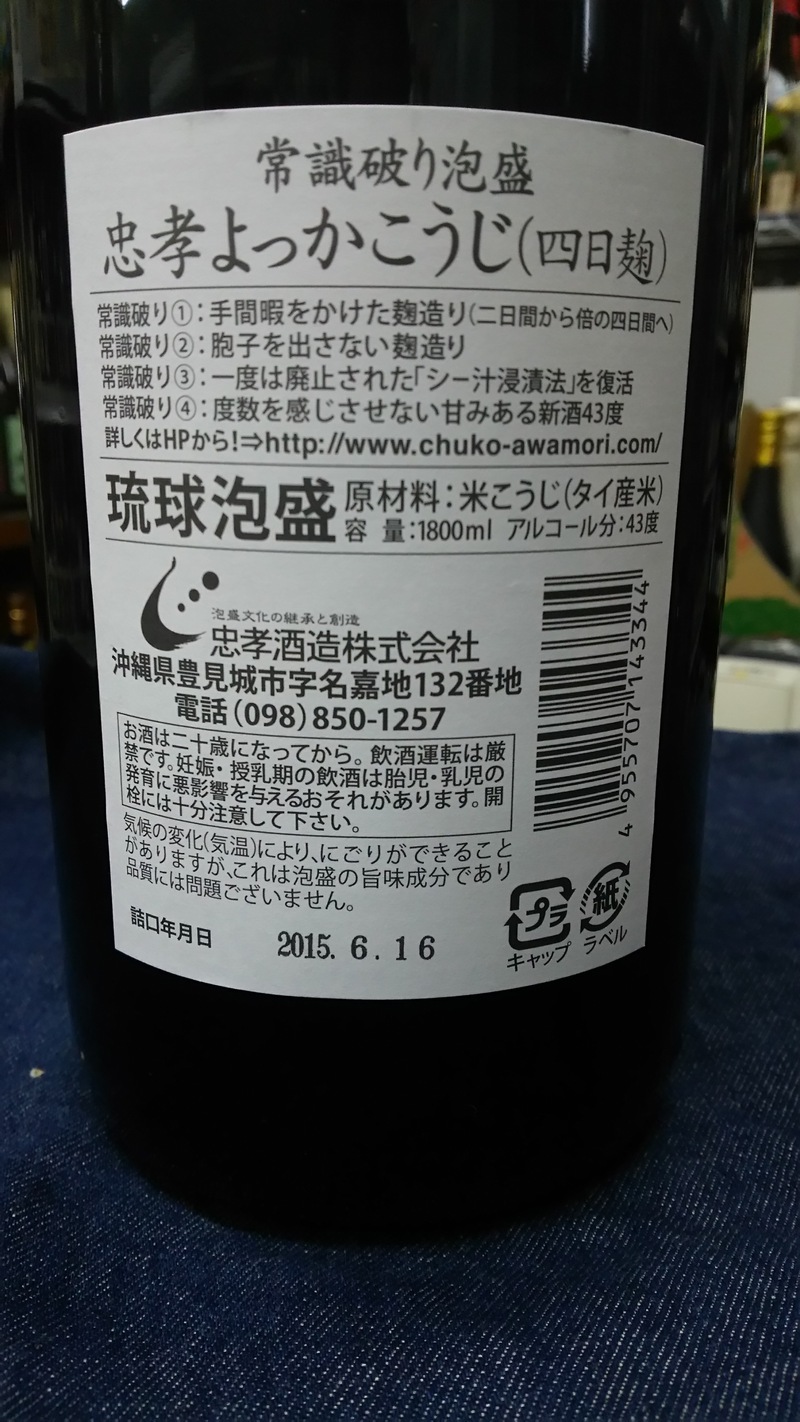 常識破り泡盛
忠孝よっかこうじ(四日麹)
常識破り①：手間暇をかけた麹造り(二日間から倍の四日間へ)
常識破り②：胞子を出さない麹造り
常識破り③：一度は廃止された「シー汁浸漬法」を復活
常識破り④：度数を感じさせない甘みある新酒43度
詳しくはHPから!⇒http://www.chuko-awamori.com/
琉球泡盛
原材料：米こうじ(タイ産米)
容 量：1800ml アルコール分：43度
泡盛文化の継承と創造
忠孝酒造株式会社
沖縄県豊見城市字名嘉地132番地
電話(098)850-1257
お酒は二十歳になってから。飲酒運転は厳
禁です。妊娠・授乳期の飲酒は胎児・乳児の
発育に悪影響を与えるおそれがあります。開
栓には十分注意して下さい。
気候の変化(気温)により、にごりができること
がありますが、これは泡盛の旨味成分であり
品質には問題ございません。
詰口年月日 2015. 6. 16
4 955707 143344
プラ
キャップ
紙
ラベル